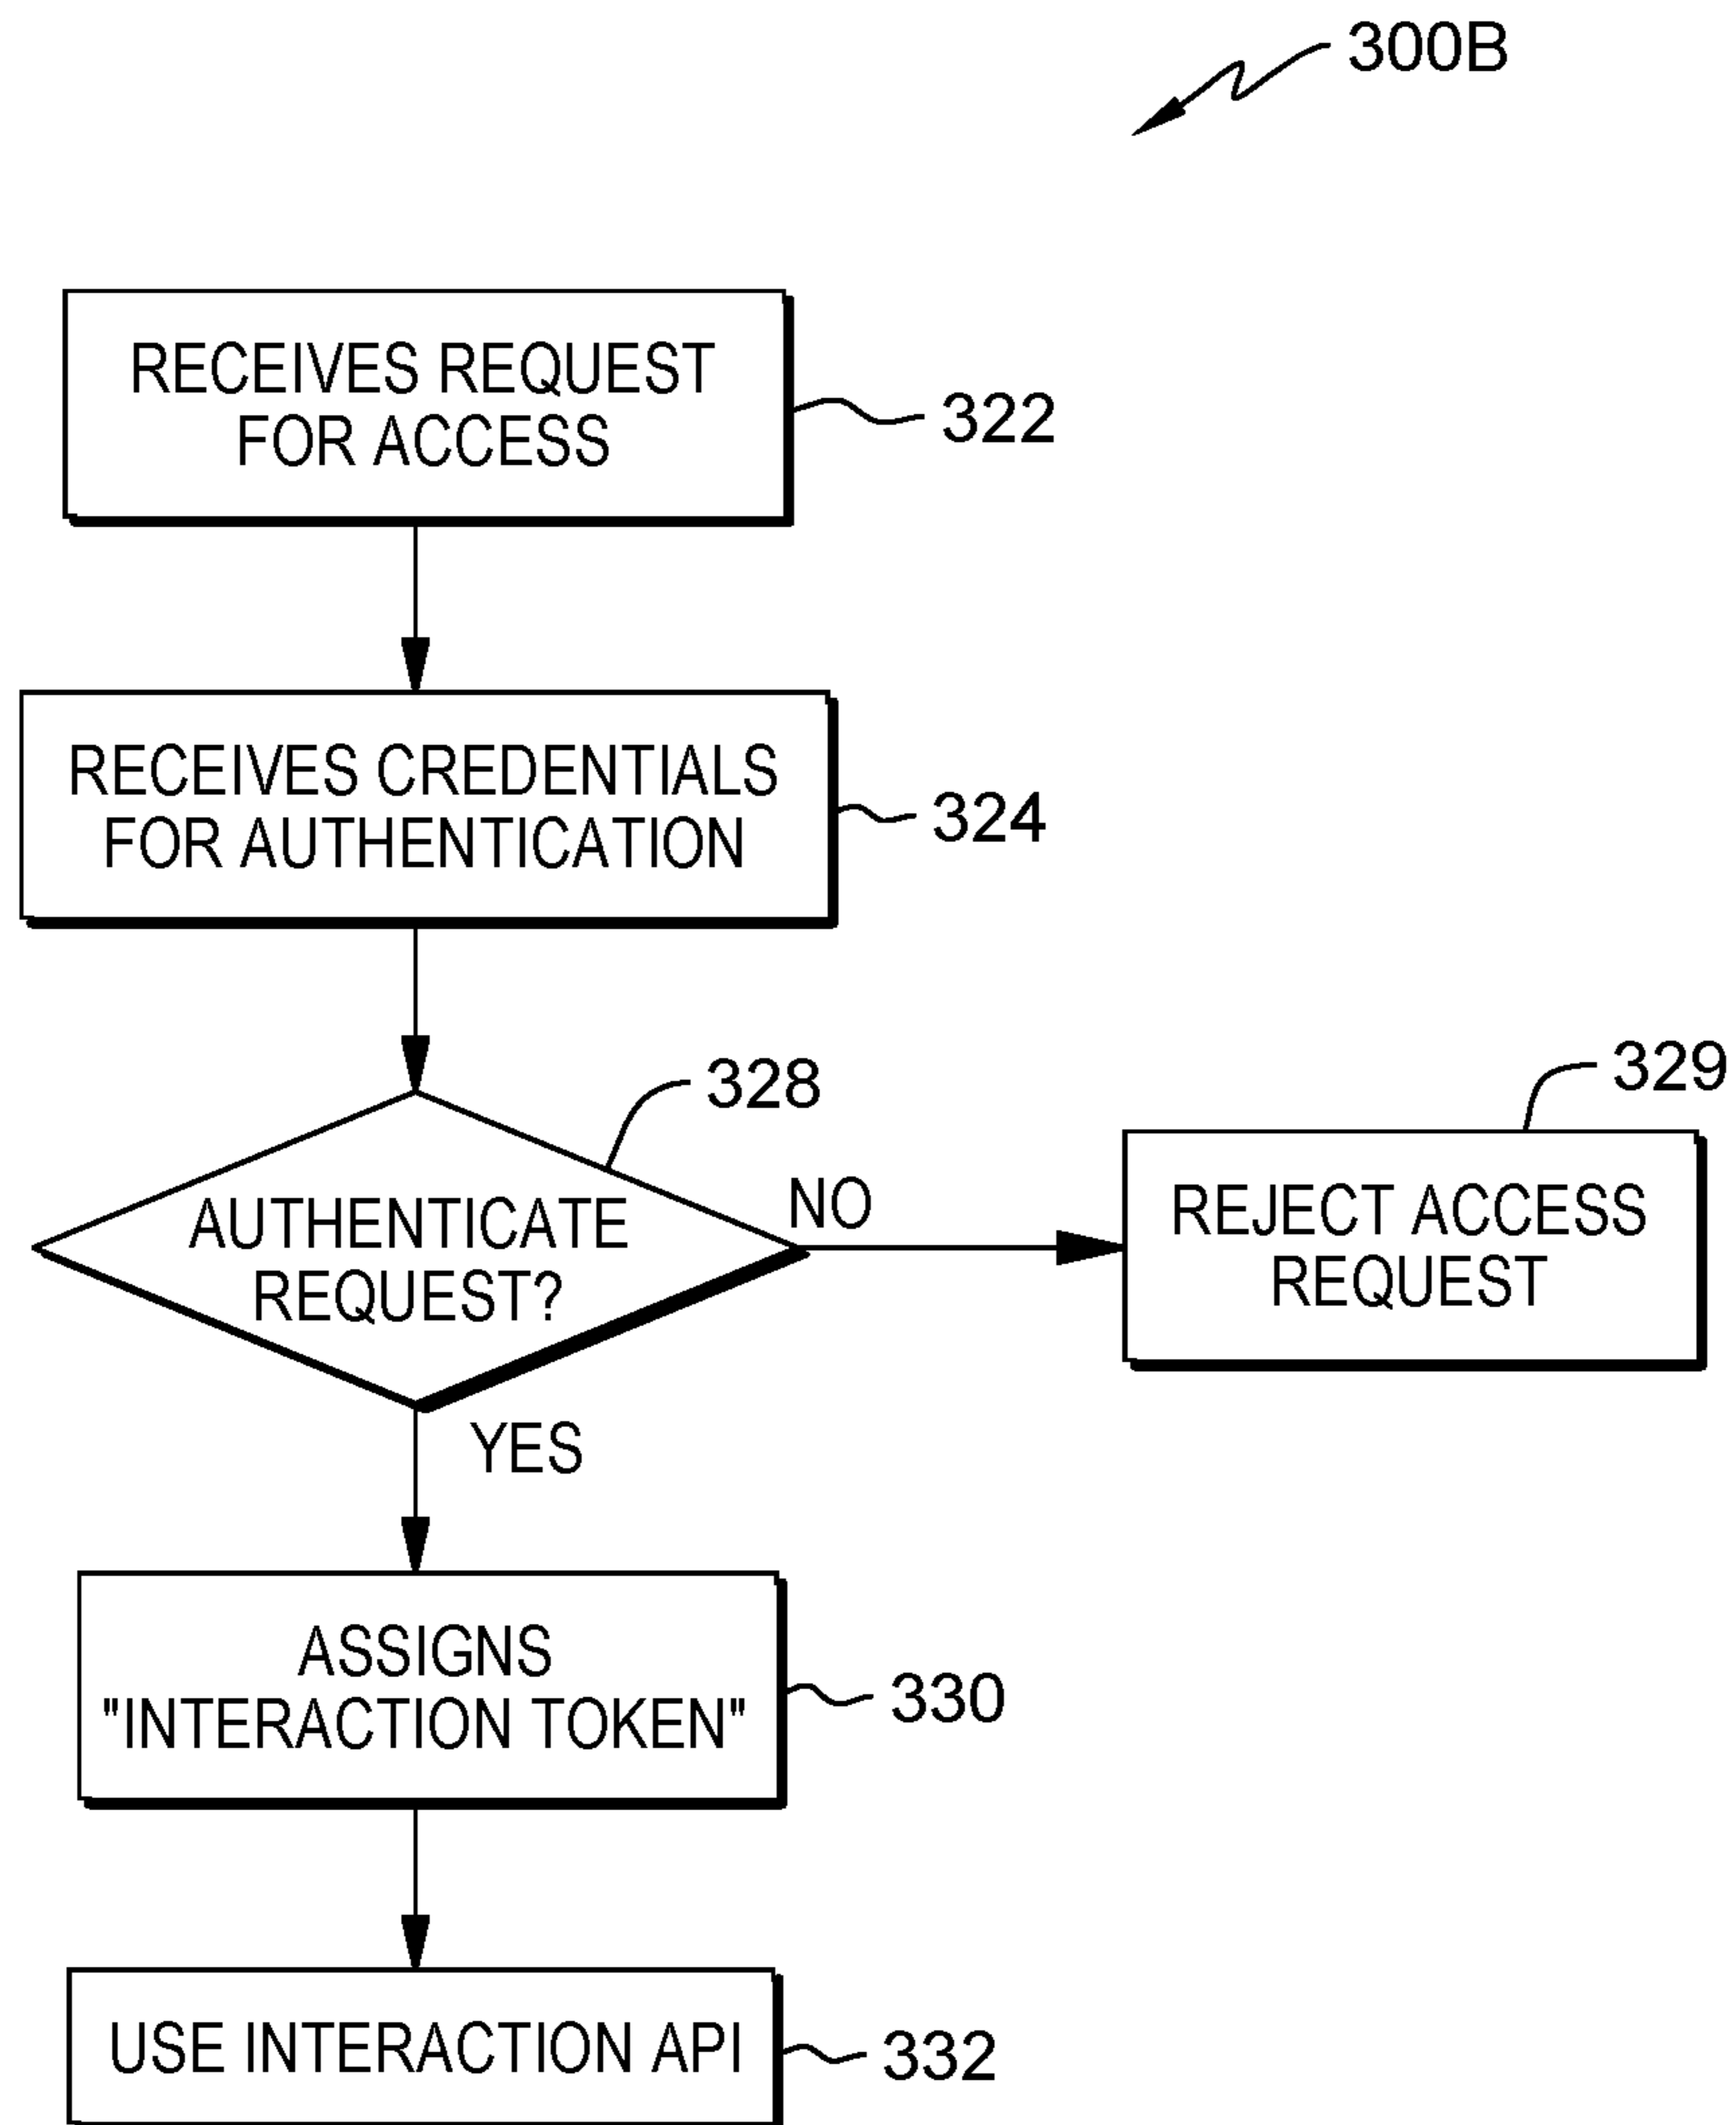 300B
RECEIVES REQUEST
FOR ACCESS
322
RECEIVES CREDENTIALS
FOR AUTHENTICATION
324
328
329
AUTHENTICATE
REQUEST?
NO
REJECT ACCESS
REQUEST
YES
ASSIGNS
"INTERACTION TOKEN"
330
USE INTERACTION API
332